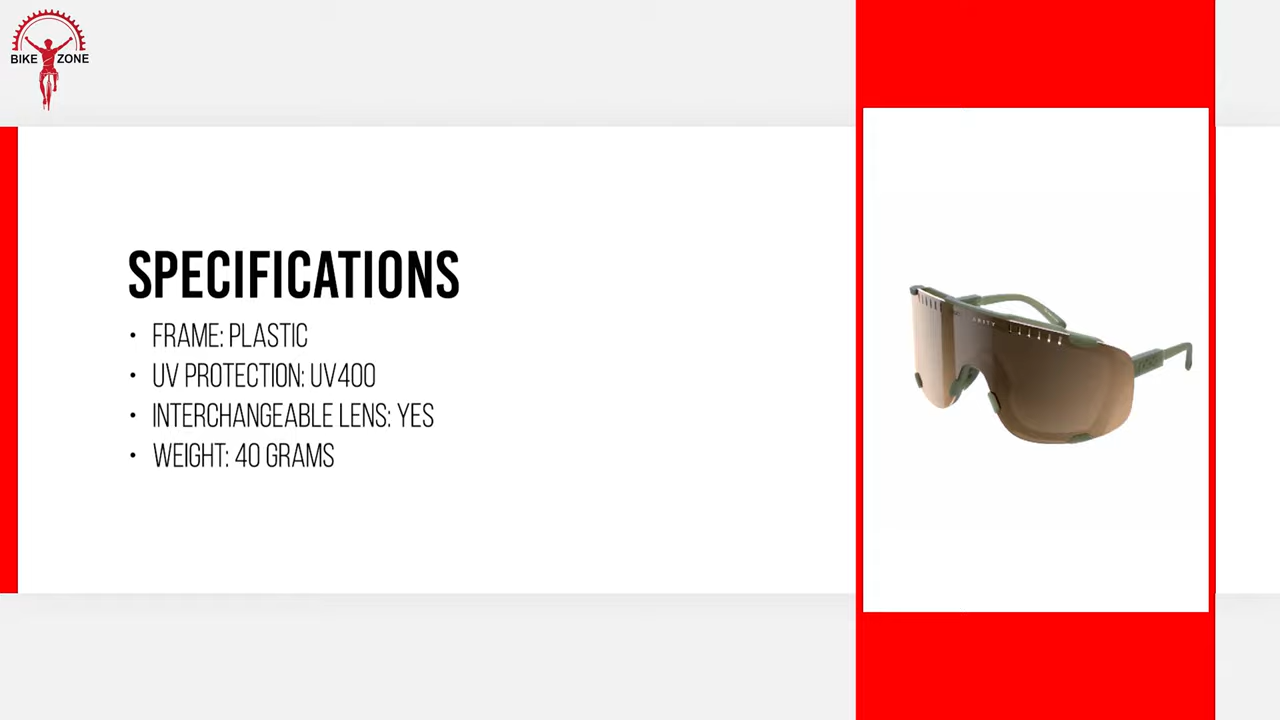 BIKE ZONE
SPECIFICATIONS
• FRAME: PLASTIC
• UV PROTECTION: UV400
• INTERCHANGEABLE LENS: YES
• WEIGHT: 40 GRAMS